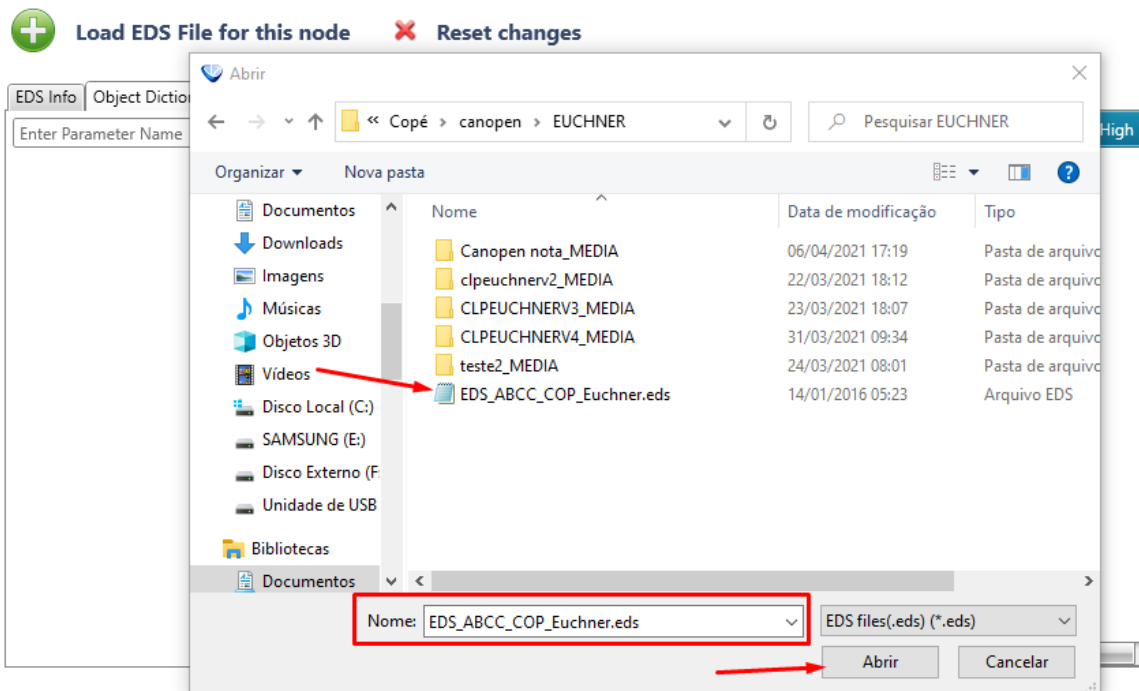 Load EDS File for this node Reset changes
Abrir
EDS Info Object Diction
Enter Parameter Name
« Copé > canopen > EUCHNER
Pesquisar EUCHNER
High
Organizar Nova pasta
Documentos
Downloads
Imagens
Músicas
Objetos 3D
Vídeos
Disco Local (C:)
SAMSUNG (E:)
Disco Externo (F:
Unidade de USB
Bibliotecas
Documentos
Nome Data de modificação Tipo
Canopen nota_MEDIA 06/04/2021 17:19 Pasta de arquivo
clpeuchnerv2_MEDIA 22/03/2021 18:12 Pasta de arquivo
CLPEUCHNERV3_MEDIA 23/03/2021 18:07 Pasta de arquivo
CLPEUCHNERV4_MEDIA 31/03/2021 09:34 Pasta de arquivo
teste2_MEDIA 24/03/2021 08:01 Pasta de arquivo
EDS_ABCC_COP_Euchner.eds 14/01/2016 05:23 Arquivo EDS
Nome: EDS_ABCC_COP_Euchner.eds EDS files(.eds) (*.eds)
Abrir Cancelar